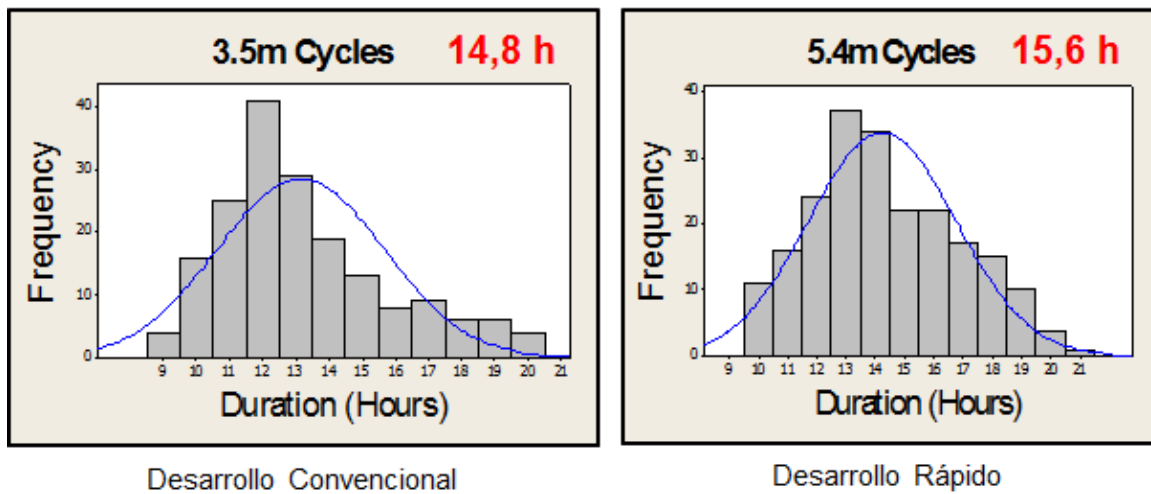 3.5m Cycles 14,8 h
Frequency
40
30
20
10
0
9 10 11 12 13 14 15 16 17 18 19 20 21
Duration (Hours)
Desarrollo Convencional
5.4m Cycles 15,6 h
Frequency
40
30
20
10
0
9 10 11 12 13 14 15 16 17 18 19 20 21
Duration (Hours)
Desarrollo Rápido